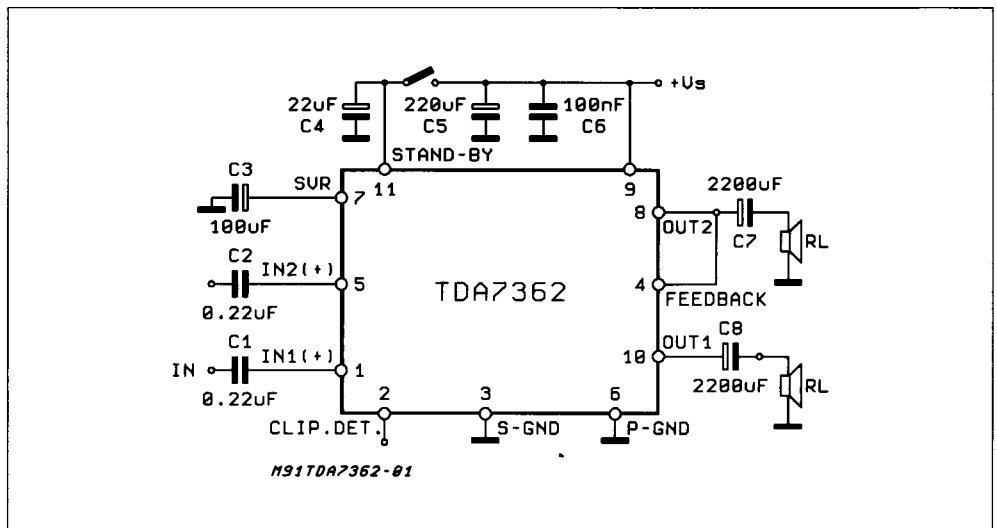 +Vs
22uF
C4
220uF
C5
100nF
C6
STAND-BY
C3
SVR
7
11
9
100uF
2200uF
8
OUT2
C7
RL
C2
IN2(+)
5
TDA7362
4
FEEDBACK
0.22uF
C1
IN1(+)
IN
1
0.22uF
OUT1
C8
10
2200uF
RL
2
3
6
CLIP.DET.
S-GND
P-GND
M91TDA7362-01